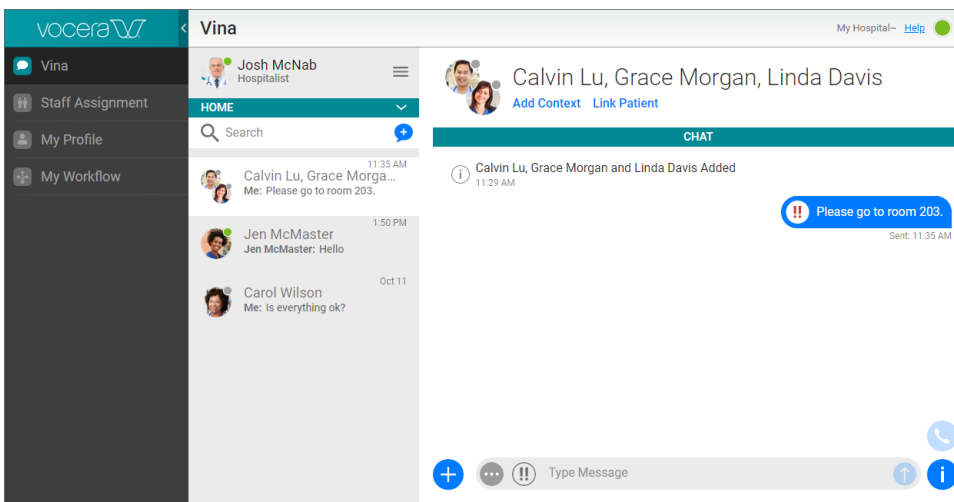 vocera
Vina
My Hospital~ Help
Vina
Staff Assignment
My Profile
My Workflow
Josh McNab
Hospitalist
HOME
Search
11:35 AM
Calvin Lu, Grace Morga...
Me: Please go to room 203.
1:50 PM
Jen McMaster
Jen McMaster: Hello
Oct 11
Carol Wilson
Me: Is everything ok?
Calvin Lu, Grace Morgan, Linda Davis
Add Context Link Patient
CHAT
Calvin Lu, Grace Morgan and Linda Davis Added
11:29 AM
!! Please go to room 203.
Sent: 11:35 AM
!! Type Message